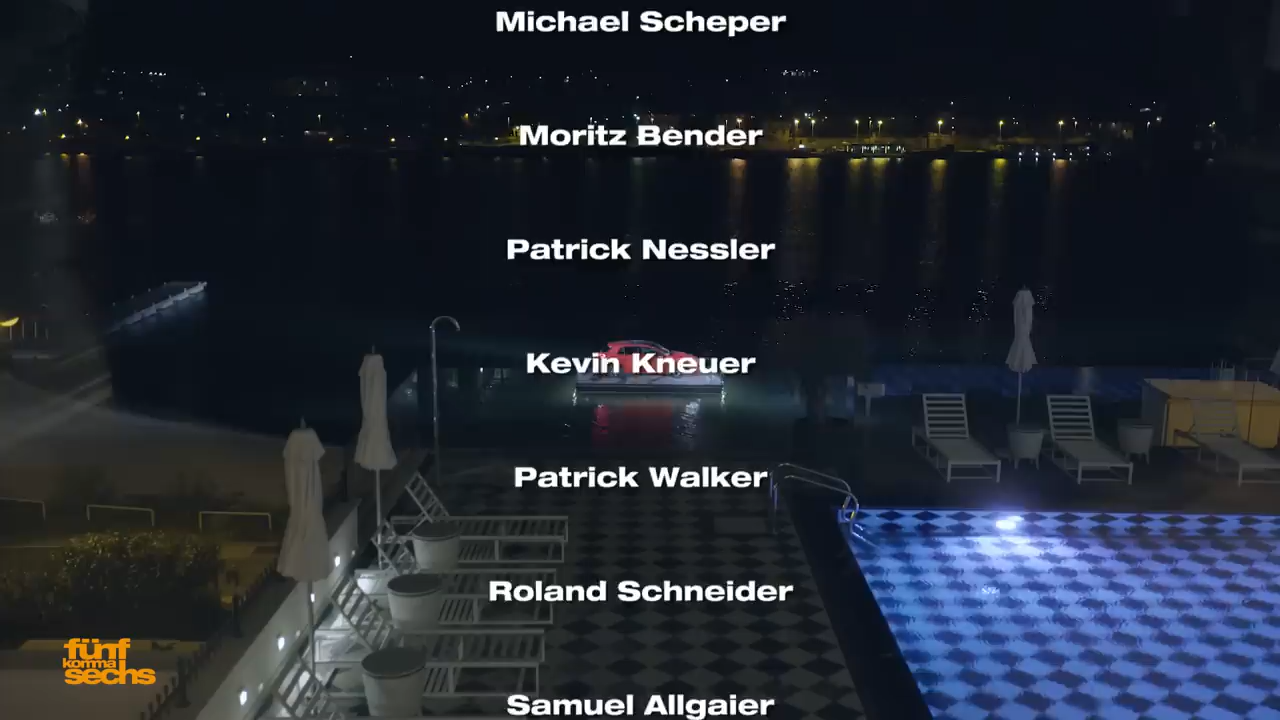 Michael Scheper
Moritz Bender
Patrick Nessler
Kevin Kneuer
Patrick Walker
Roland Schneider
fünf
komma
sechs
Samuel Allgaier